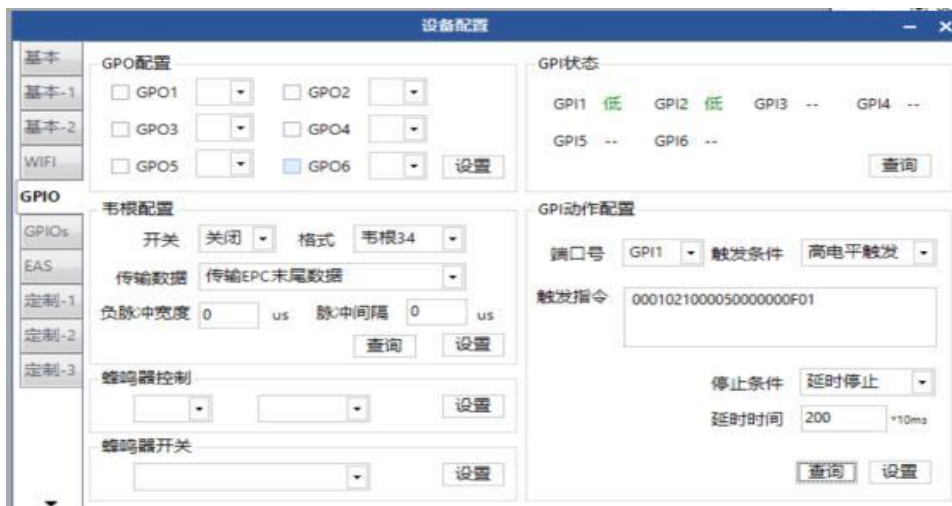 设备配置
基本
基本-1
基本-2
WIFI
GPIO
GPIOs
EAS
定制-1
定制-2
定制-3
GPO配置
GPO1 GPO2
GPO3 GPO4
GPO5 GPO6 设置
韦根配置
开关 关闭 格式 韦根34
传输数据 传输EPC末尾数据
负脉冲宽度 0 us 脉冲间隔 0 us
查询 设置
蜂鸣器控制
设置
蜂鸣器开关
设置
GPI状态
GPI1 低 GPI2 低 GPI3 -- GPI4 --
GPI5 -- GPI6 --
查询
GPI动作配置
端口号 GPI1 触发条件 高电平触发
触发指令 0001021000050000000F01
停止条件 延时停止
延时时间 200 *10ms
查询 设置